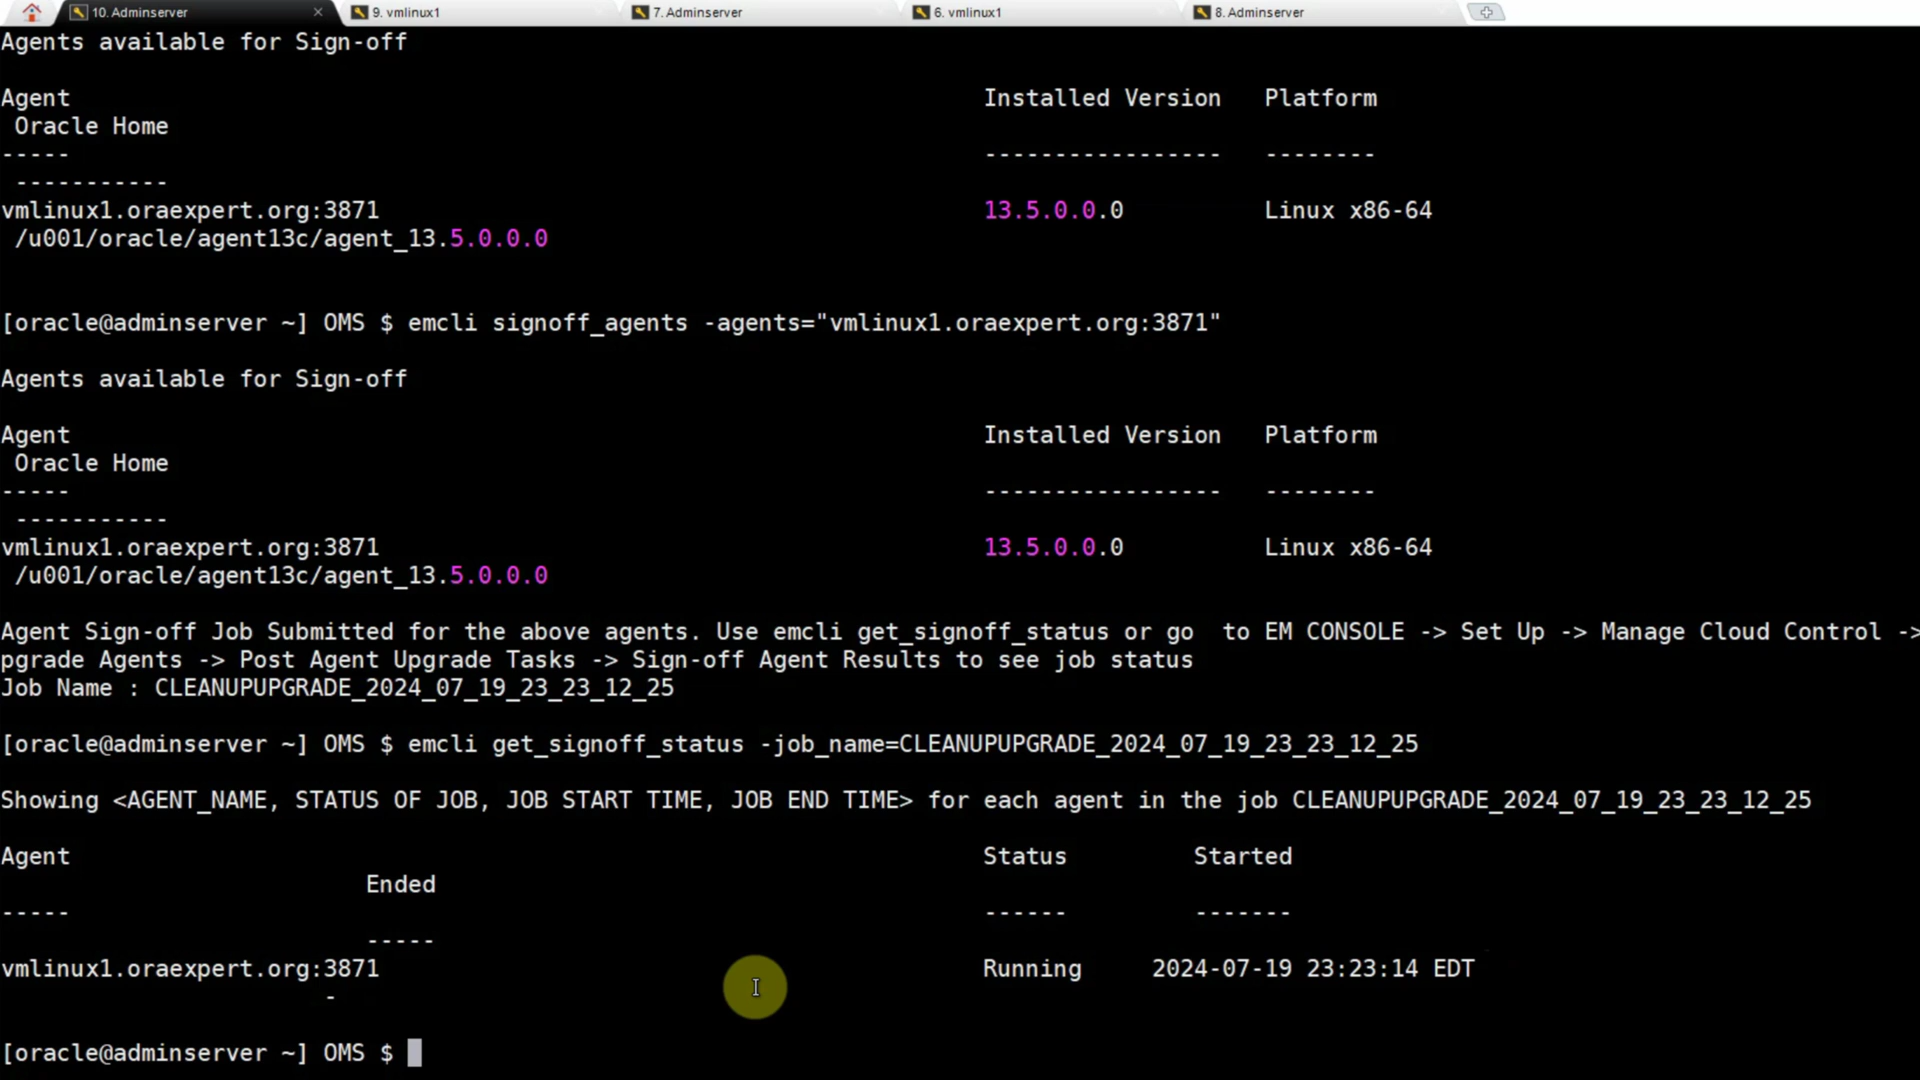 10. Adminserver
9. vmlinux1
7. Adminserver
6. vmlinux1
8. Adminserver
Agents available for Sign-off
Agent Installed Version Platform
Oracle Home
----- ----------------- --------
-----------
vmlinux1.oraexpert.org:3871 13.5.0.0.0 Linux x86-64
/u001/oracle/agent13c/agent_13.5.0.0.0
[oracle@adminserver ~] OMS $ emcli signoff_agents -agents="vmlinux1.oraexpert.org:3871"
Agents available for Sign-off
Agent Installed Version Platform
Oracle Home
----- ----------------- --------
-----------
vmlinux1.oraexpert.org:3871 13.5.0.0.0 Linux x86-64
/u001/oracle/agent13c/agent_13.5.0.0.0
Agent Sign-off Job Submitted for the above agents. Use emcli get_signoff_status or go  to EM CONSOLE -> Set Up -> Manage Cloud Control ->
pgrade Agents -> Post Agent Upgrade Tasks -> Sign-off Agent Results to see job status
Job Name : CLEANUPUPGRADE_2024_07_19_23_23_12_25
[oracle@adminserver ~] OMS $ emcli get_signoff_status -job_name=CLEANUPUPGRADE_2024_07_19_23_23_12_25
Showing <AGENT_NAME, STATUS OF JOB, JOB START TIME, JOB END TIME> for each agent in the job CLEANUPUPGRADE_2024_07_19_23_23_12_25
Agent Status Started
Ended
----- ------ -------
-----
vmlinux1.oraexpert.org:3871 Running 2024-07-19 23:23:14 EDT
-
[oracle@adminserver ~] OMS $